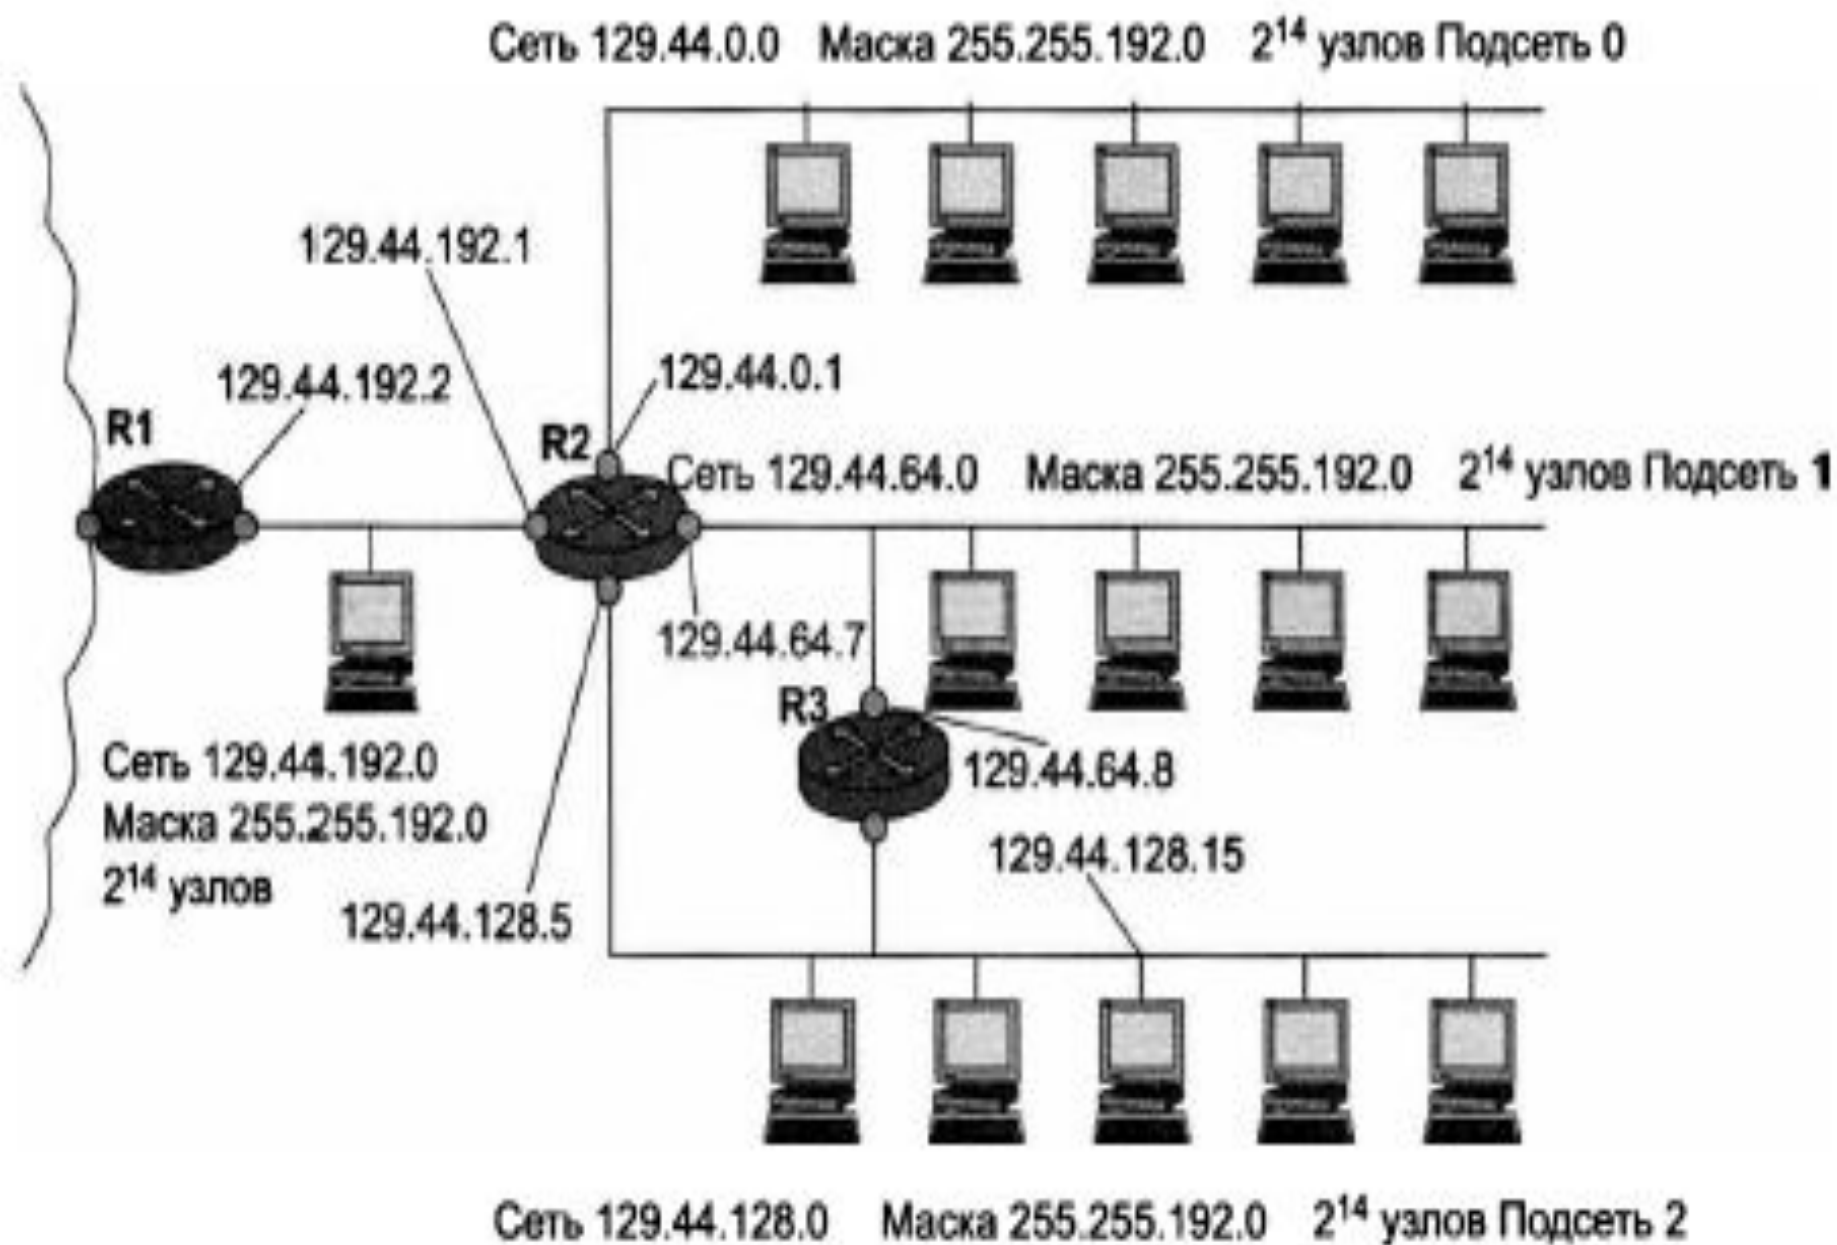 Сеть 129.44.0.0 Маска 255.255.192.0 2¹⁴ узлов Подсеть 0
129.44.192.1
129.44.192.2
129.44.0.1
R1
R2
Сеть 129.44.64.0 Маска 255.255.192.0 2¹⁴ узлов Подсеть 1
129.44.64.7
R3
129.44.64.8
Сеть 129.44.192.0
Маска 255.255.192.0
2¹⁴ узлов
129.44.128.15
129.44.128.5
Сеть 129.44.128.0 Маска 255.255.192.0 2¹⁴ узлов Подсеть 2